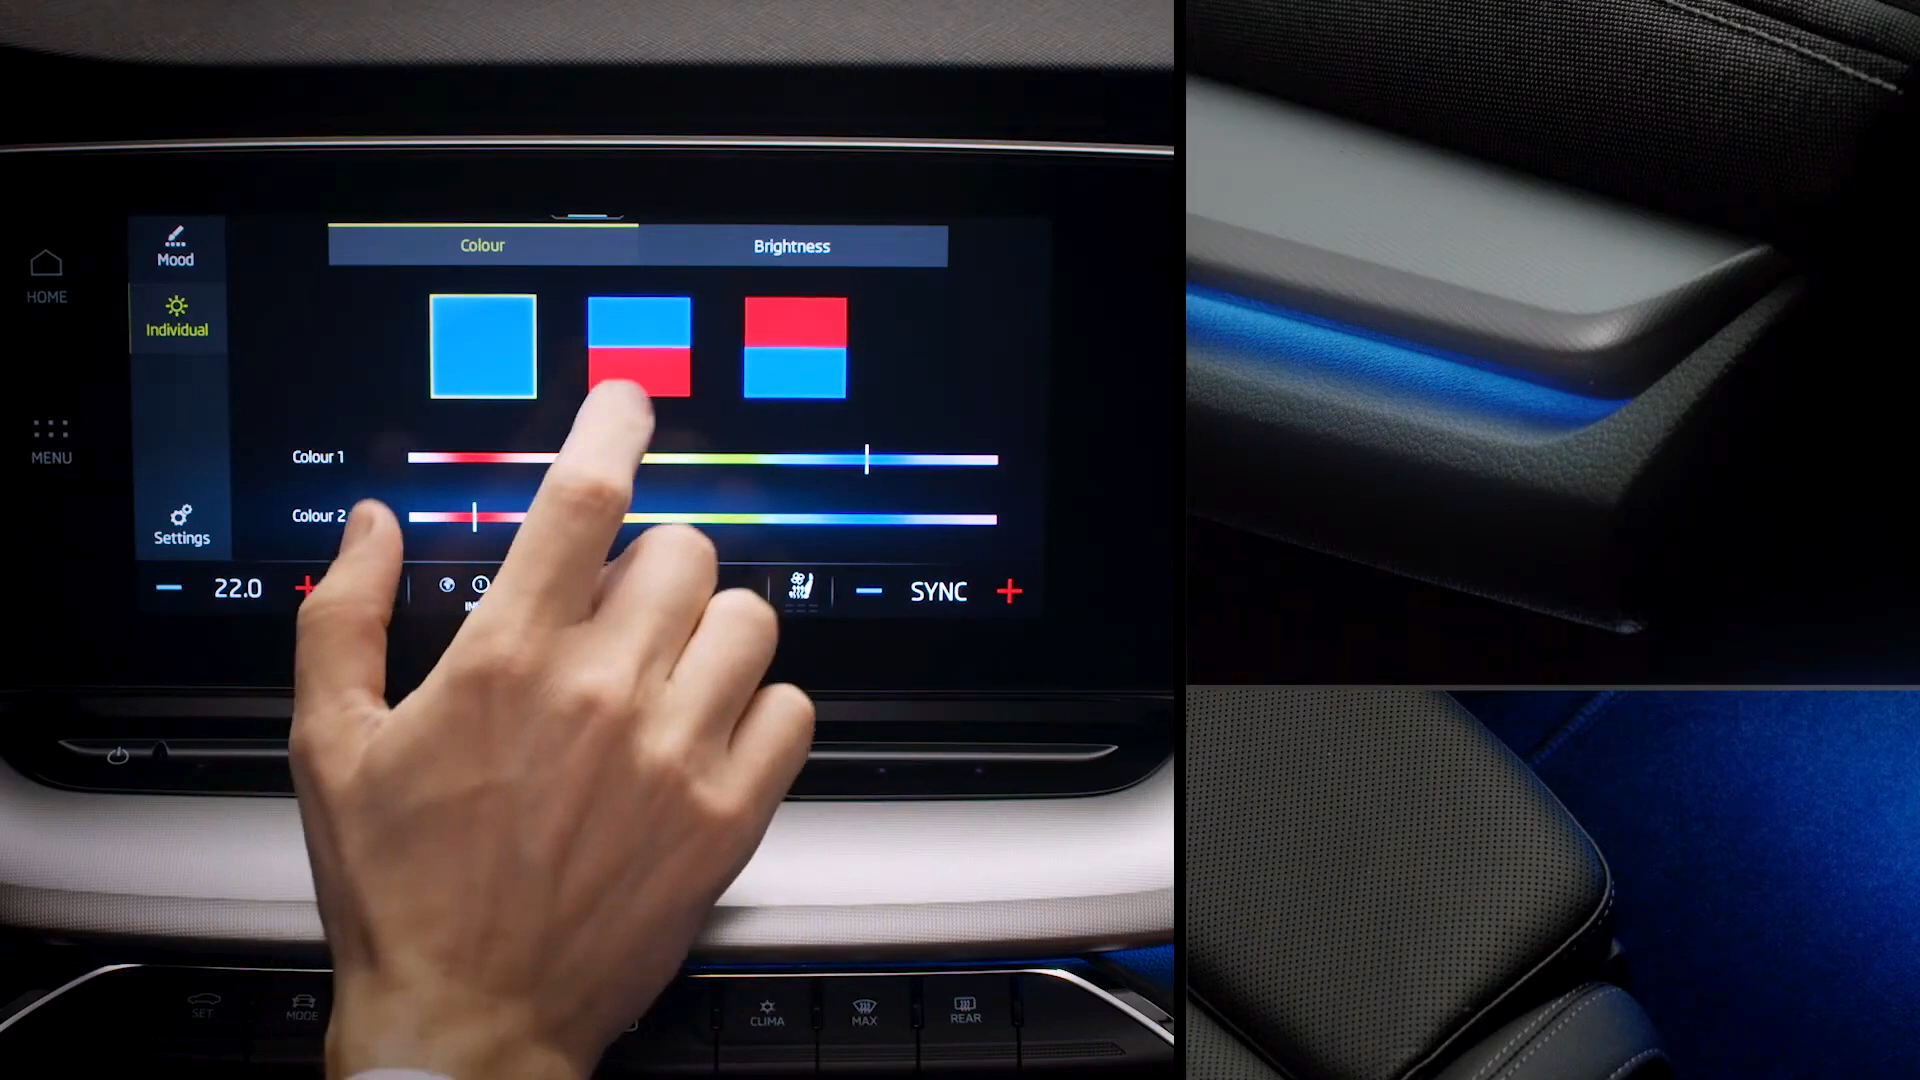 Colour
Brightness
Mood
HOME
Individual
Colour 1
MENU
Colour 2
Settings
22.0
1
SYNC
SET
MODE
CLIMA
MAX
REAR